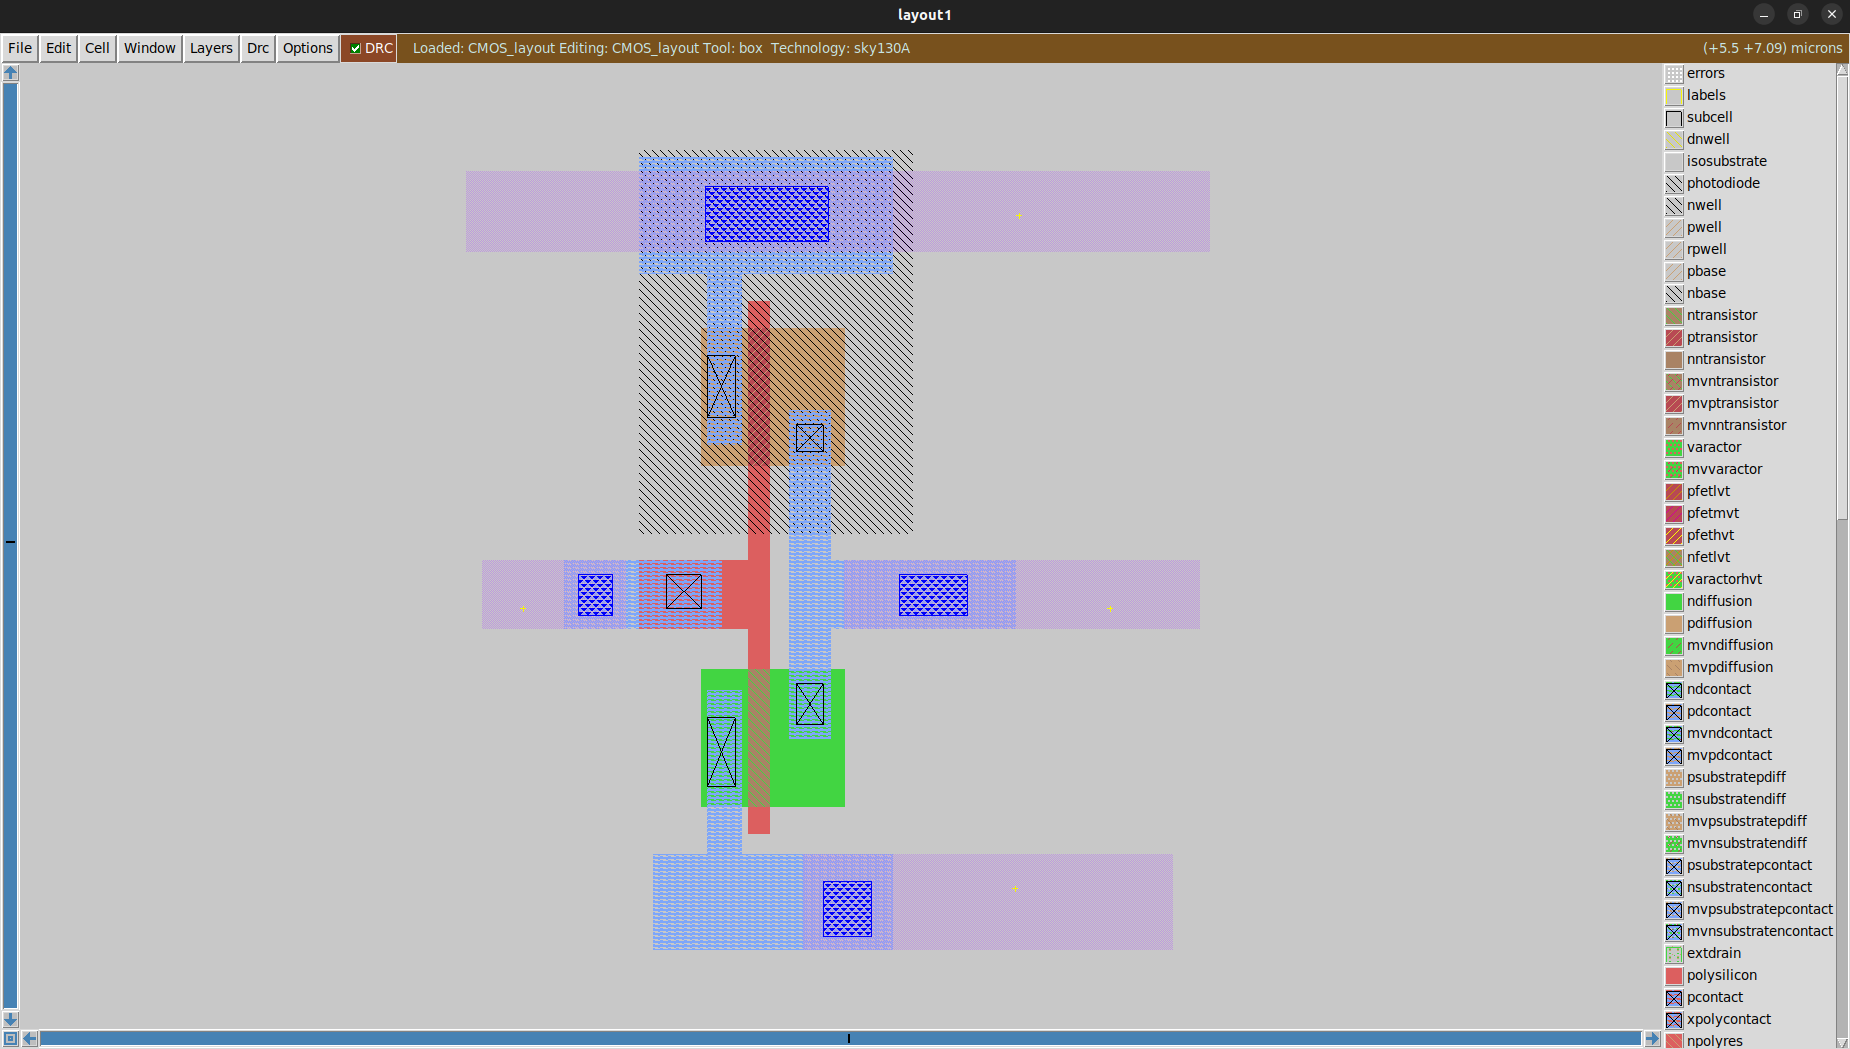 layout1
File Edit Cell Window Layers Drc Options DRC Loaded: CMOS_layout Editing: CMOS_layout Tool: box Technology: sky130A (+5.5 +7.09) microns
errors
labels
subcell
dnwell
isosubstrate
photodiode
nwell
pwell
rpwell
pbase
nbase
ntransistor
ptransistor
nntransistor
mvntransistor
mvptransistor
mvnntransistor
varactor
mvvaractor
pfetlvt
pfetmvt
pfethvt
nfetlvt
varactorhvt
ndiffusion
pdiffusion
mvndiffusion
mvpdiffusion
ndcontact
pdcontact
mvndcontact
mvpdcontact
psubstratepdiff
nsubstratendiff
mvpsubstratepdiff
mvnsubstratendiff
psubstratepcontact
nsubstratencontact
mvpsubstratepcontact
mvnsubstratencontact
extdrain
polysilicon
pcontact
xpolycontact
npolyres